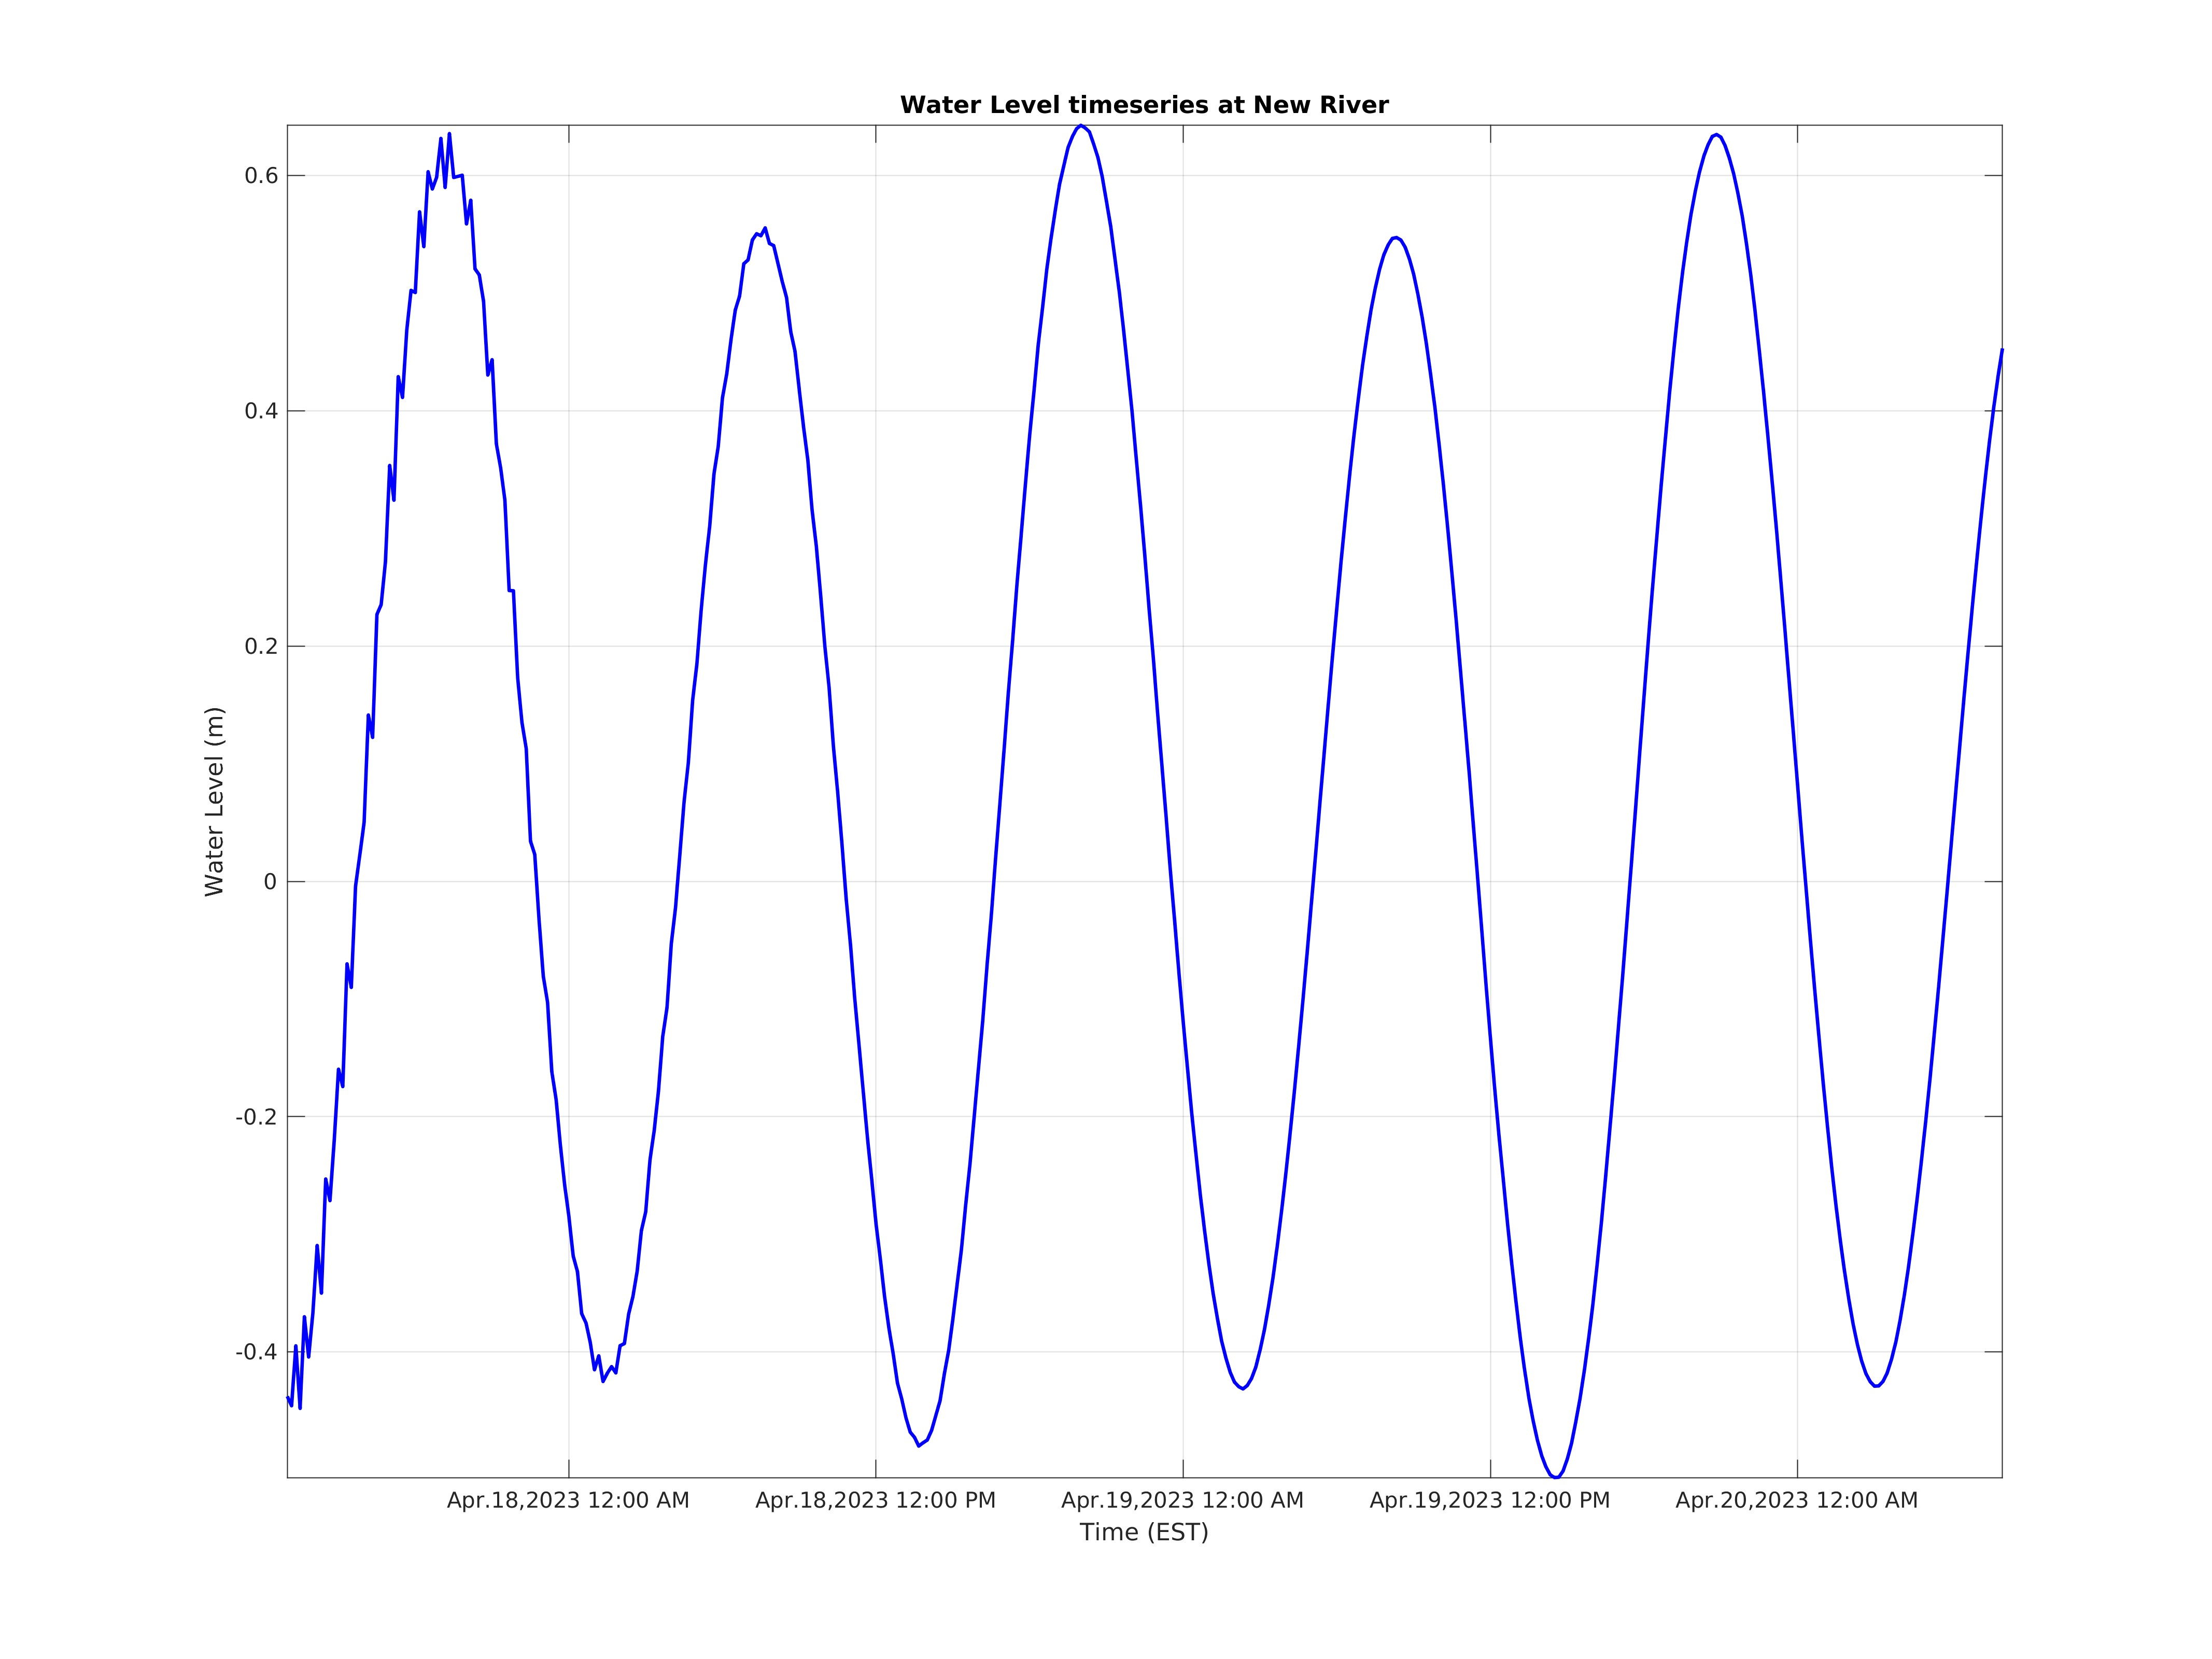 Water Level timeseries at New River
0.6
0.4
0.2
0
-0.2
-0.4
Water Level (m)
Apr.18,2023 12:00 AM
Apr.18,2023 12:00 PM
Apr.19,2023 12:00 AM
Apr.19,2023 12:00 PM
Apr.20,2023 12:00 AM
Time (EST)